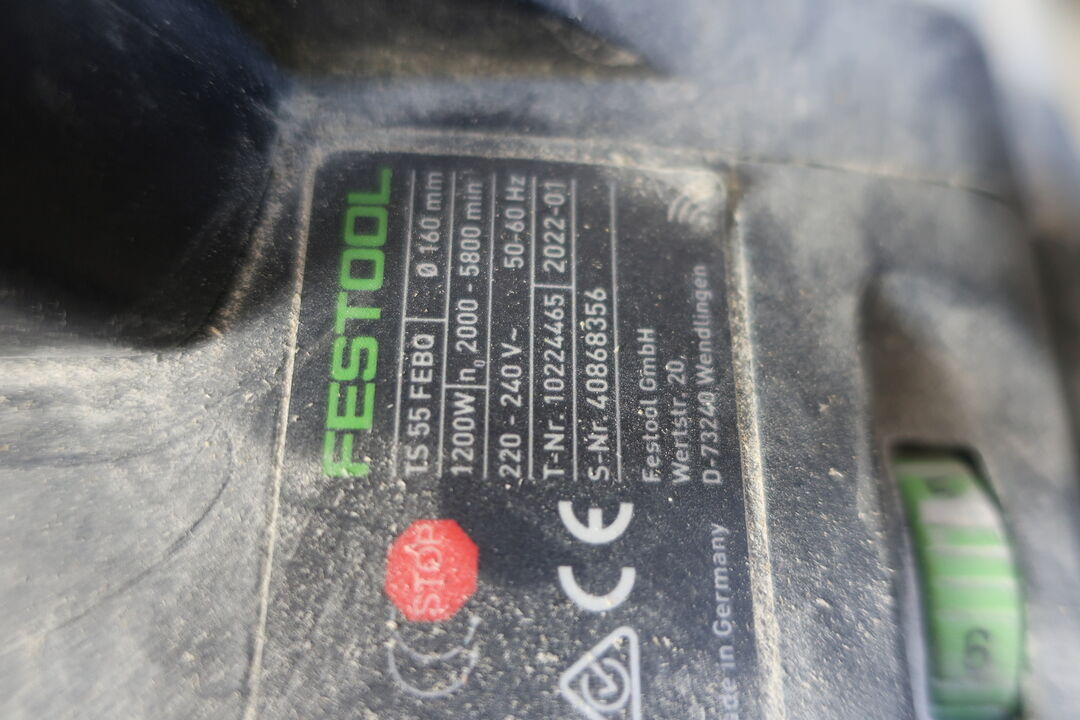 FESTOOL
TS 55 FEBQ Ø 160 mm
1200W n0 2000 - 5800 min
220 - 240 V~ 50-60 Hz
T-Nr. 10224465 2022-01
S-Nr. 40868356
Festool GmbH
Wertstr. 20,
D-73240 Wendlingen
STOP
CE
in Germany